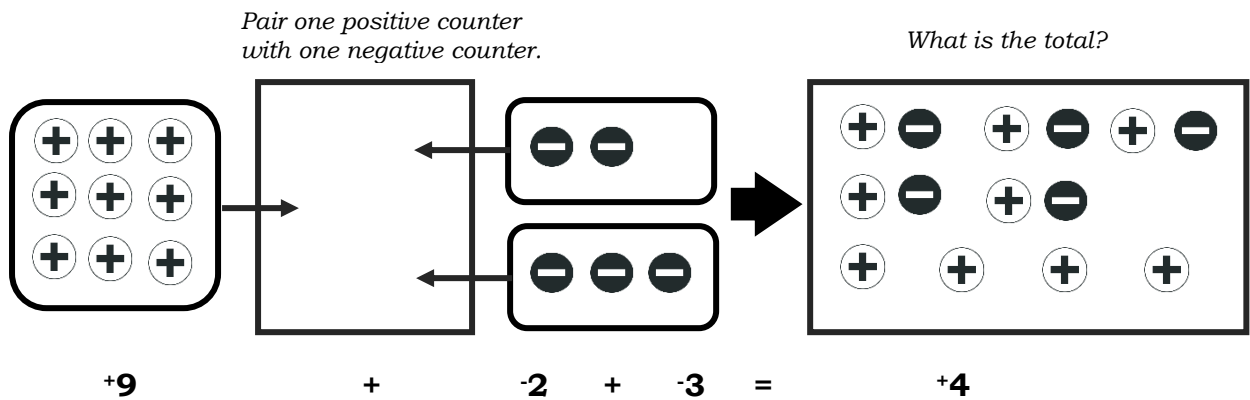 Pair one positive counter
with one negative counter.
What is the total?
⁺9 + ⁻2 + ⁻3 = ⁺4